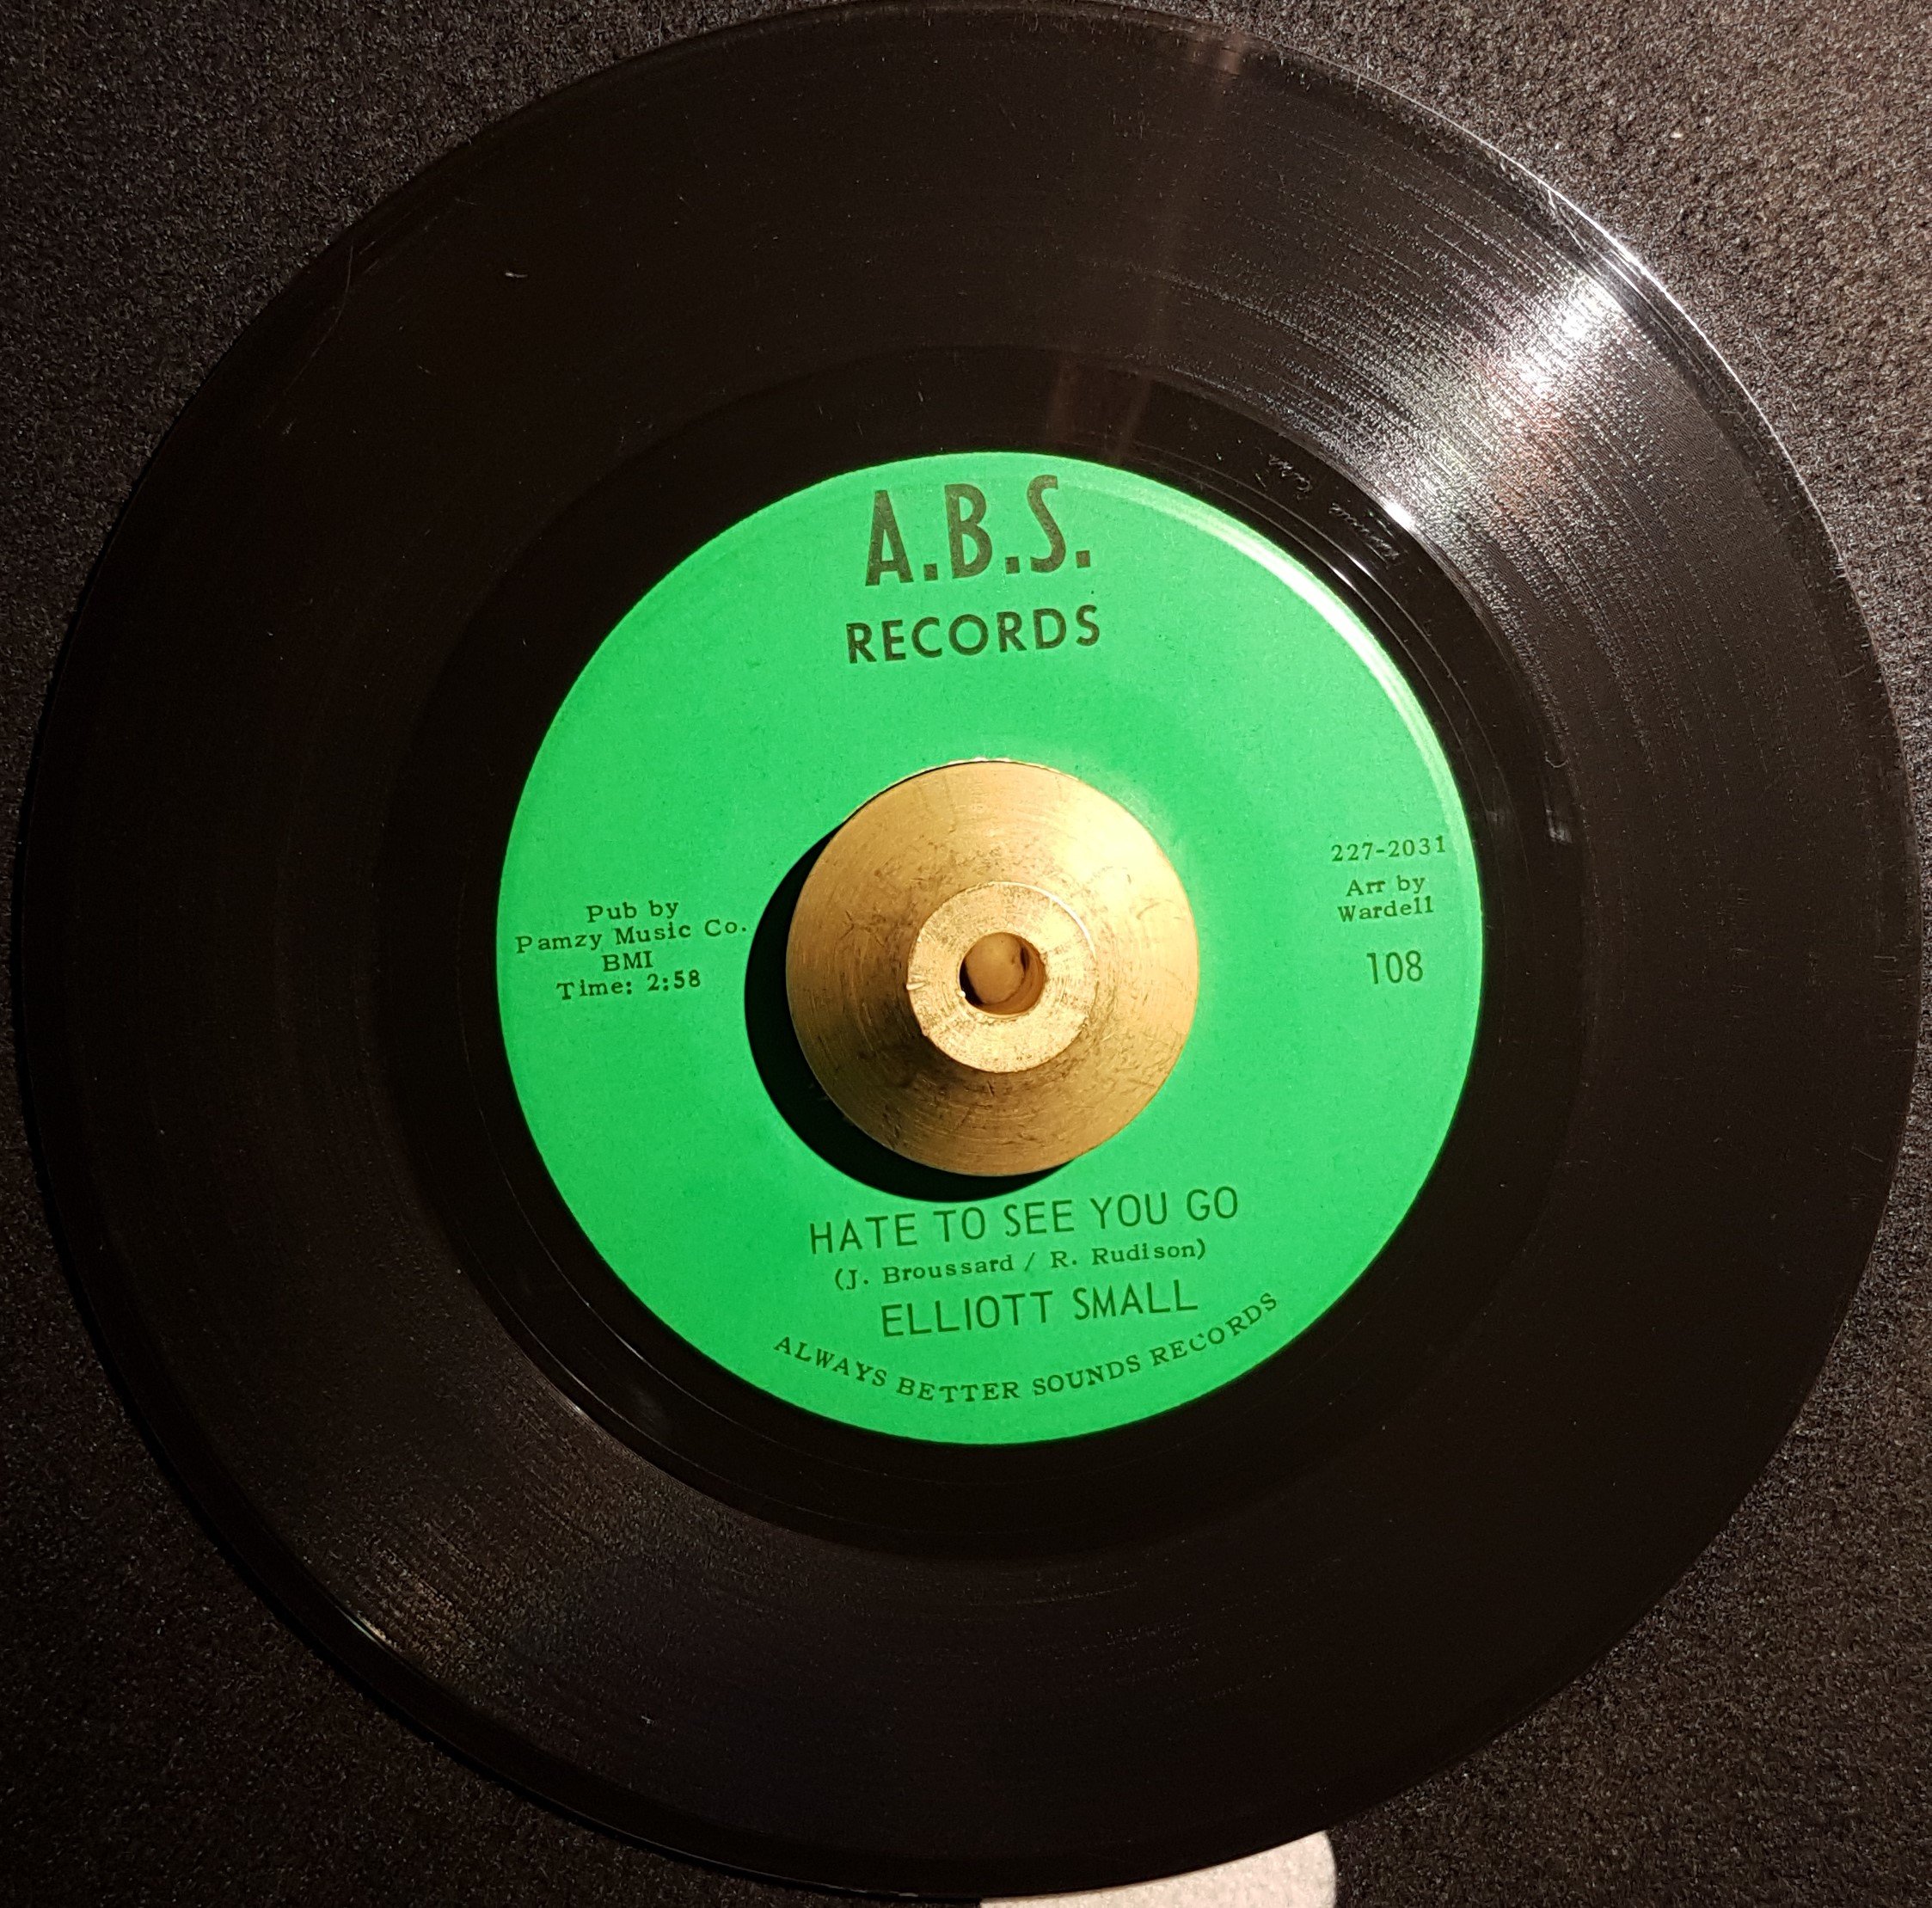 A.B.S.
RECORDS
Pub by
Pamzy Music Co.
BMI
Time: 2:58
227-2031
Arr by
Wardell
108
HATE TO SEE YOU GO
(J. Broussard / R. Rudison)
ELLIOTT SMALL
ALWAYS BETTER SOUNDS RECORDS